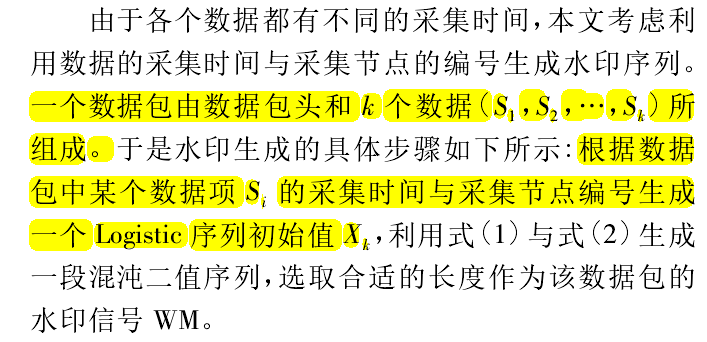 由于各个数据都有不同的采集时间,本文考虑利
用数据的采集时间与采集节点的编号生成水印序列。
一个数据包由数据包头和 k 个数据(S₁,S₂,…,Sₖ)所
组成。于是水印生成的具体步骤如下所示:根据数据
包中某个数据项 Sᵢ 的采集时间与采集节点编号生成
一个 Logistic 序列初始值 Xₖ,利用式(1)与式(2)生成
一段混沌二值序列,选取合适的长度作为该数据包的
水印信号 WM。